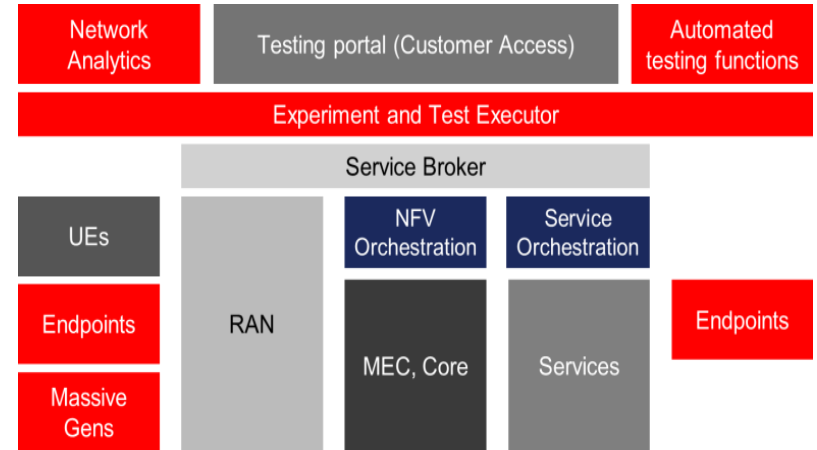 Network
Analytics
Testing portal (Customer Access)
Automated
testing functions
Experiment and Test Executor
Service Broker
UEs
NFV
Orchestration
Service
Orchestration
Endpoints
RAN
MEC, Core
Services
Endpoints
Massive
Gens